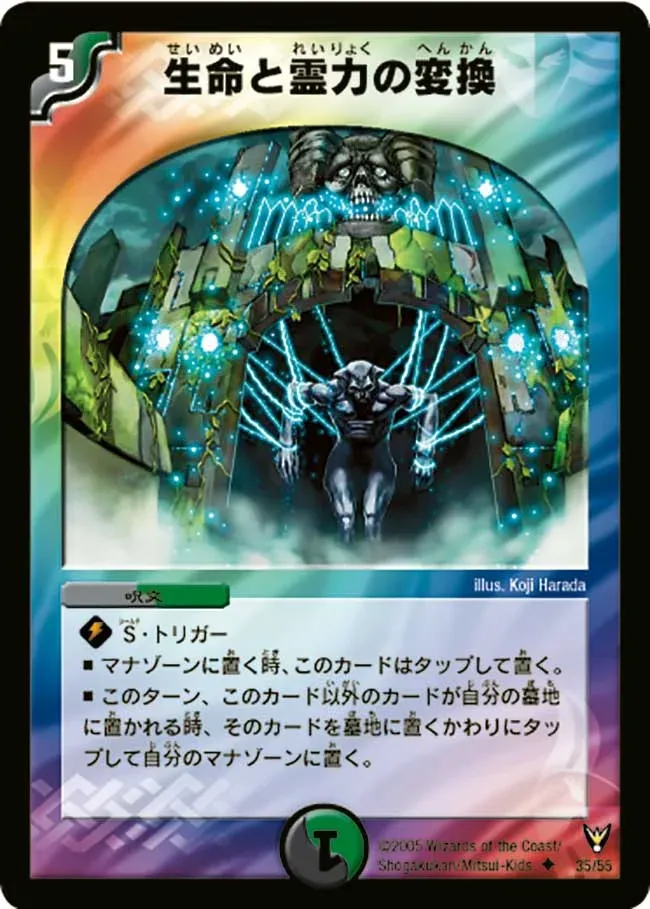 5
せいめい れいりょく へんかん
生命と霊力の変換
illus. Koji Harada
呪文
シールド
S・トリガー
■ マナゾーンに置く時、このカードはタップして置く。
■ このターン、このカード以外のカードが自分の墓地
に置かれる時、そのカードを墓地に置くかわりにタッ
プして自分のマナゾーンに置く。
1
©2005 Wizards of the Coast/
Shogakukan/Mitsui-Kids
35/55